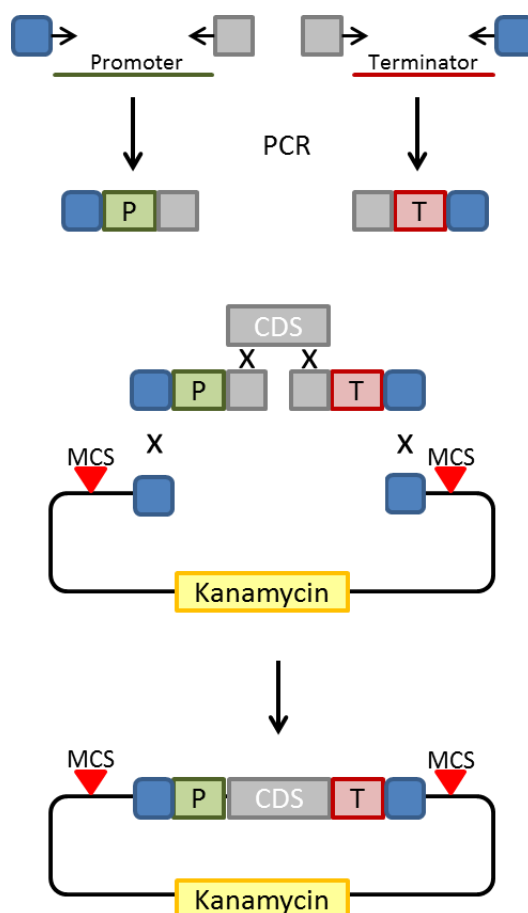 Promoter Terminator
PCR
P T
CDS
X X
P T
X X
MCS MCS
Kanamycin
MCS MCS
P CDS T
Kanamycin